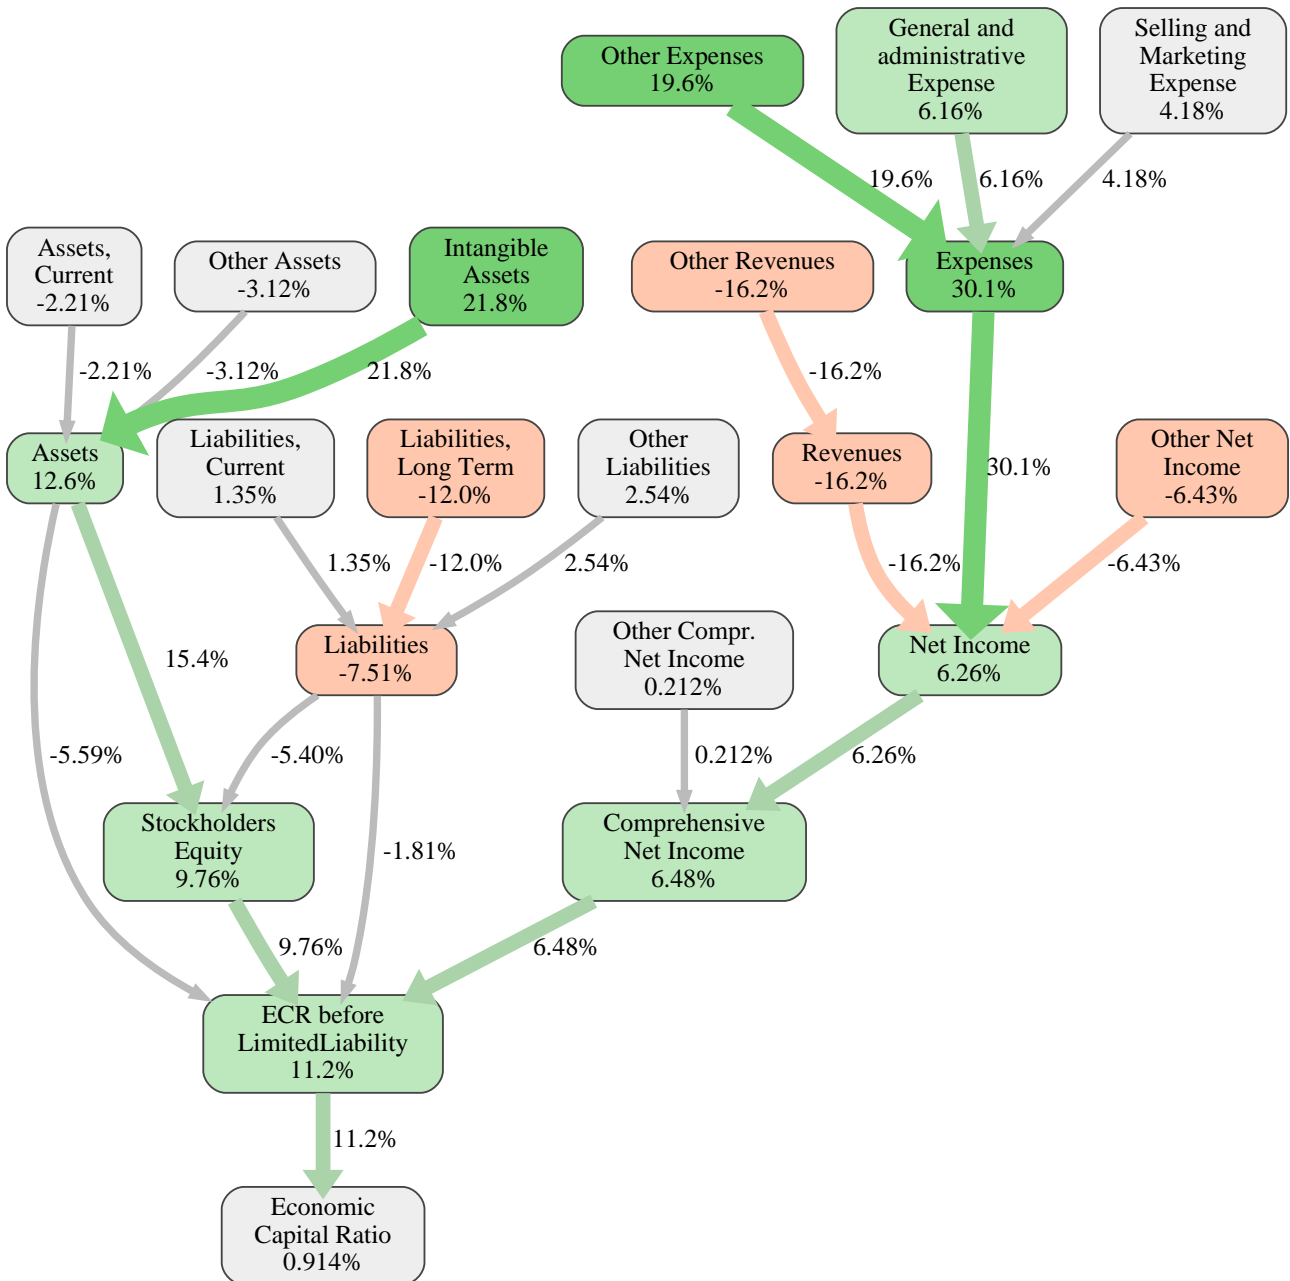 Other Expenses
19.6%
General and
administrative
Expense
6.16%
Selling and
Marketing
Expense
4.18%
19.6%
6.16%
4.18%
Assets,
Current
-2.21%
Other Assets
-3.12%
Intangible
Assets
21.8%
Other Revenues
-16.2%
Expenses
30.1%
-2.21%
-3.12%
21.8%
-16.2%
Assets
12.6%
Liabilities,
Current
1.35%
Liabilities,
Long Term
-12.0%
Other
Liabilities
2.54%
Revenues
-16.2%
30.1%
Other Net
Income
-6.43%
1.35%
-12.0%
2.54%
-16.2%
-6.43%
15.4%
Liabilities
-7.51%
Other Compr.
Net Income
0.212%
Net Income
6.26%
-5.59%
-5.40%
0.212%
6.26%
Stockholders
Equity
9.76%
-1.81%
Comprehensive
Net Income
6.48%
9.76%
6.48%
ECR before
LimitedLiability
11.2%
11.2%
Economic
Capital Ratio
0.914%